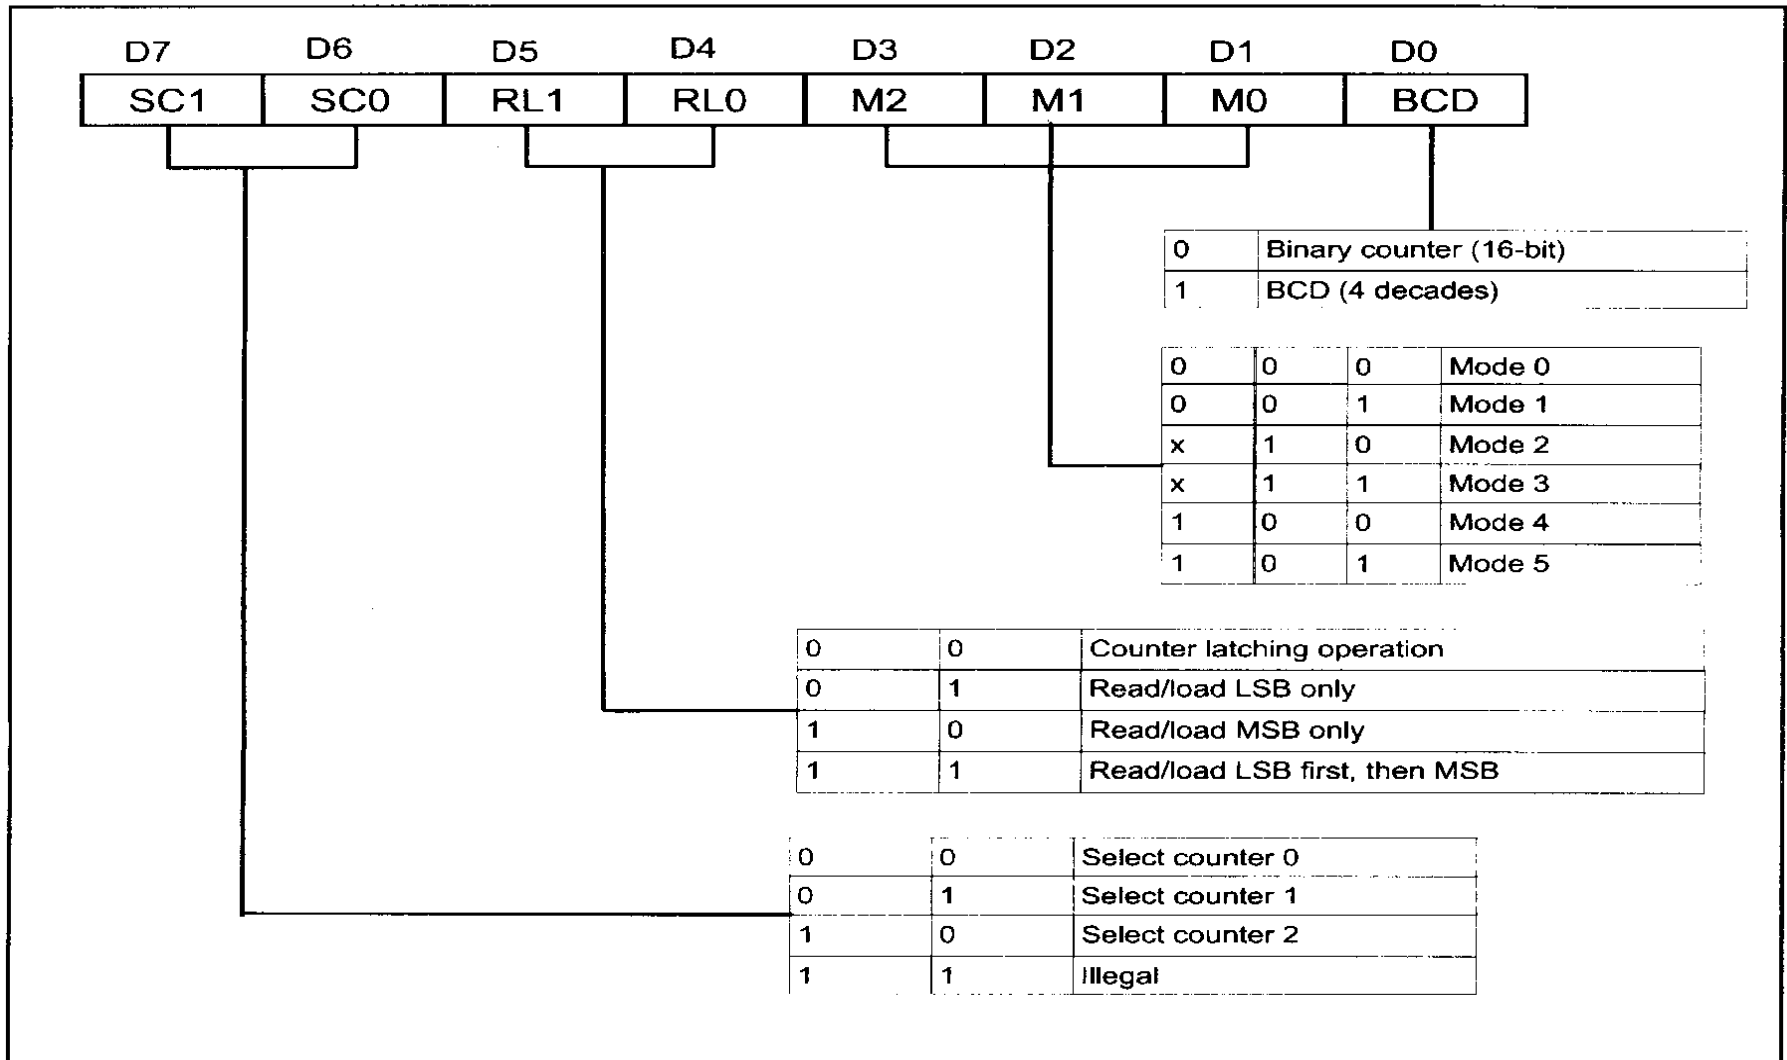 D7 D6 D5 D4 D3 D2 D1 D0
SC1 SC0 RL1 RL0 M2 M1 M0 BCD
0 Binary counter (16-bit)
1 BCD (4 decades)
0 0 0 Mode 0
0 0 1 Mode 1
x 1 0 Mode 2
x 1 1 Mode 3
1 0 0 Mode 4
1 0 1 Mode 5
0 0 Counter latching operation
0 1 Read/load LSB only
1 0 Read/load MSB only
1 1 Read/load LSB first, then MSB
0 0 Select counter 0
0 1 Select counter 1
1 0 Select counter 2
1 1 Illegal